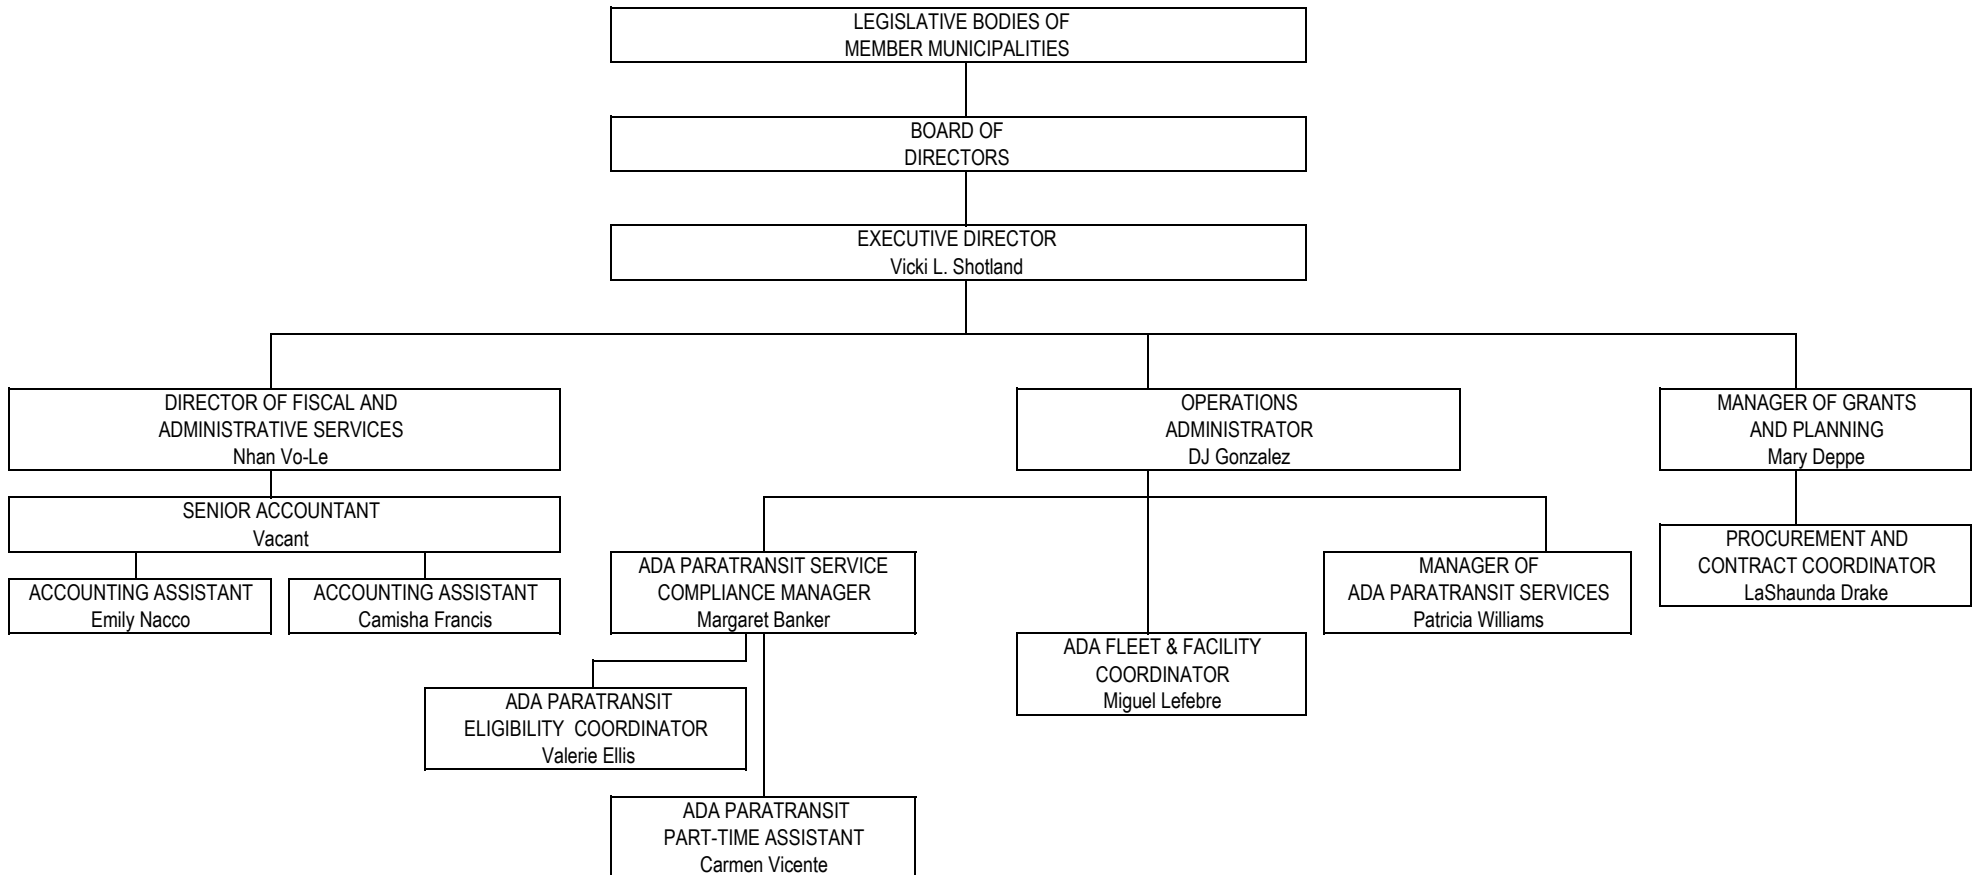 LEGISLATIVE BODIES OF
MEMBER MUNICIPALITIES
BOARD OF
DIRECTORS
EXECUTIVE DIRECTOR
Vicki L. Shotland
DIRECTOR OF FISCAL AND
ADMINISTRATIVE SERVICES
Nhan Vo-Le
OPERATIONS
ADMINISTRATOR
DJ Gonzalez
MANAGER OF GRANTS
AND PLANNING
Mary Deppe
SENIOR ACCOUNTANT
Vacant
ACCOUNTING ASSISTANT
Emily Nacco
ACCOUNTING ASSISTANT
Camisha Francis
ADA PARATRANSIT SERVICE
COMPLIANCE MANAGER
Margaret Banker
MANAGER OF
ADA PARATRANSIT SERVICES
Patricia Williams
PROCUREMENT AND
CONTRACT COORDINATOR
LaShaunda Drake
ADA FLEET & FACILITY
COORDINATOR
Miguel Lefebre
ADA PARATRANSIT
ELIGIBILITY COORDINATOR
Valerie Ellis
ADA PARATRANSIT
PART-TIME ASSISTANT
Carmen Vicente